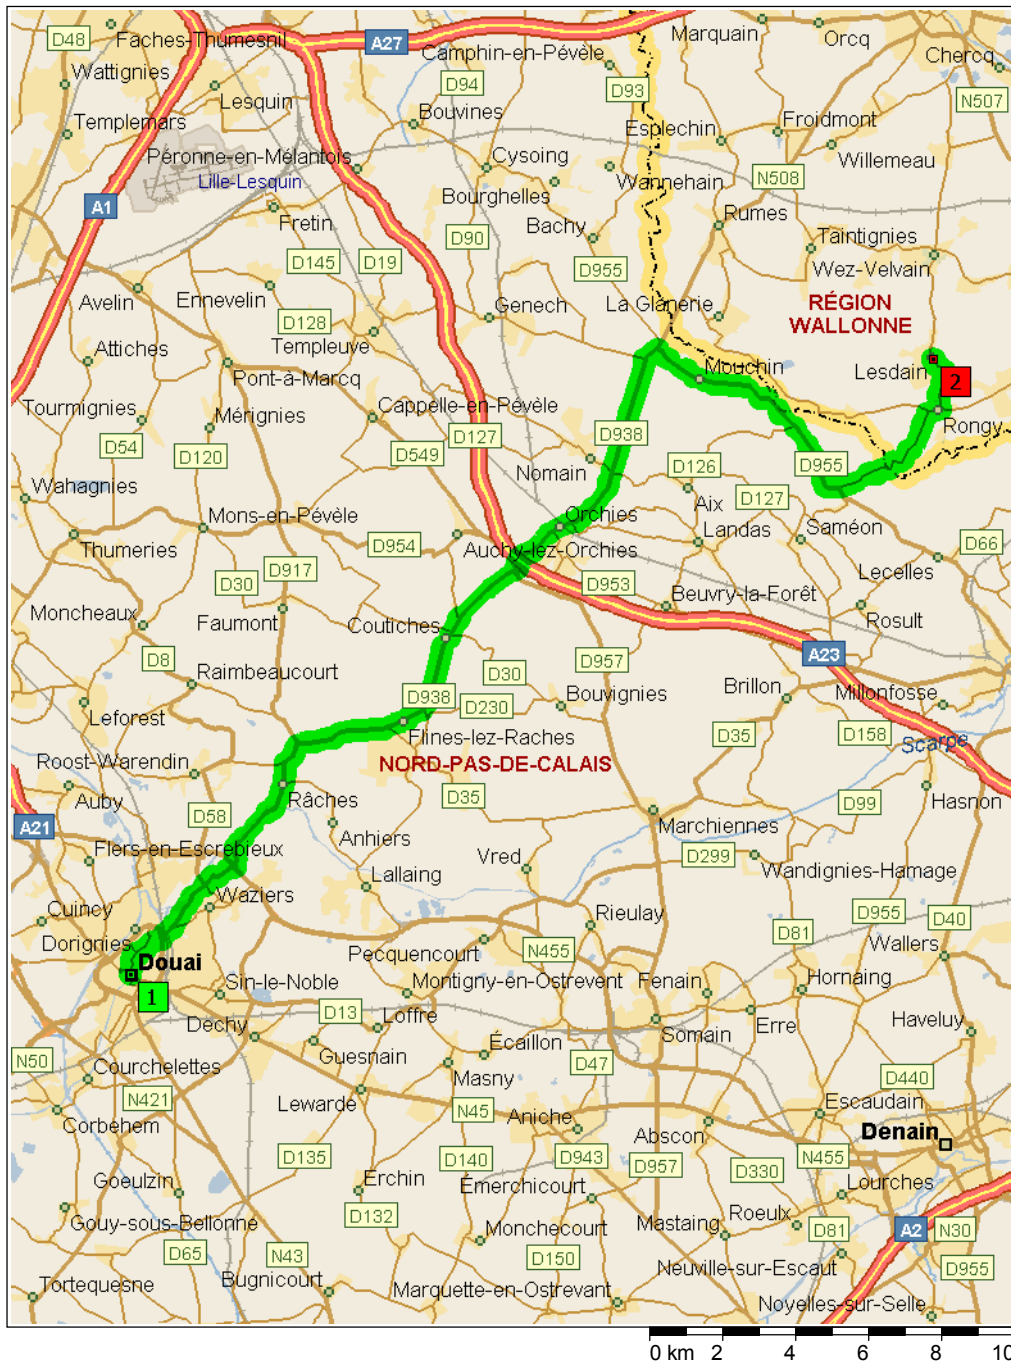 D48
Faches-Thumesnil
A27
Camphin-en-Pévèle
Marquain
Orcq
Chercq
Wattignies
Lesquin
D94
D93
N507
Templemars
Bouvines
Esplechin
Froidmont
Péronne-en-Mélantois
Cysoing
Willemeau
Lille-Lesquin
Bourghelles
Wannehain
N508
A1
Fretin
D90
Bachy
Rumes
Taintignies
D145
D19
D955
Wez-Velvain
Avelin
Ennevelin
Genech
La Glanerie
RÉGION
WALLONNE
D128
Templeuve
Attiches
Pont-à-Marcq
Mouchin
Lesdain
2
Tourmignies
Mérignies
Cappelle-en-Pévèle
Rongy
D54
D120
D549
D127
D938
Nomain
D126
D955
Wahagnies
Aix
D127
Mons-en-Pévèle
Orchies
Landas
Saméon
Thumeries
D954
Auchy-lez-Orchies
D66
D30
D917
D953
Lecelles
Moncheaux
Faumont
Coutiches
Beuvry-la-Forêt
Rosult
D8
Raimbeaucourt
D30
D957
A23
Leforest
D938
D230
Bouvignies
Brillon
Millonfosse
Flines-lez-Raches
D35
D158
Scarpe
Roost-Warendin
NORD-PAS-DE-CALAIS
Auby
Râches
D35
D99
Hasnon
A21
D58
Anhiers
Marchiennes
Flers-en-Escrebieux
Vred
D299
Wandignies-Hamage
Lallaing
Cuincy
Waziers
Rieulay
D955
D40
Dorignies
Pecquencourt
N455
D81
Wallers
Douai
1
Sin-le-Noble
Montigny-en-Ostrevent
Fenain
Hornaing
D13
Loffre
Dechy
Somain
Erre
Haveluy
N50
Guesnain
Écaillon
D47
Courchelettes
Masny
D440
N421
Lewarde
N45
Aniche
Escaudain
Corbehem
Abscon
Denain
D135
D140
D943
D957
D330
N455
Goeulzin
Erchin
Émerchicourt
Lourches
Gouy-sous-Bellonne
D132
Monchecourt
Mastaing
Roeulx
D81
A2
N30
D65
N43
D150
Neuville-sur-Escaut
D955
Tortequesne
Bugnicourt
Marquette-en-Ostrevant
Noyelles-sur-Selle
0 km 2 4 6 8 10